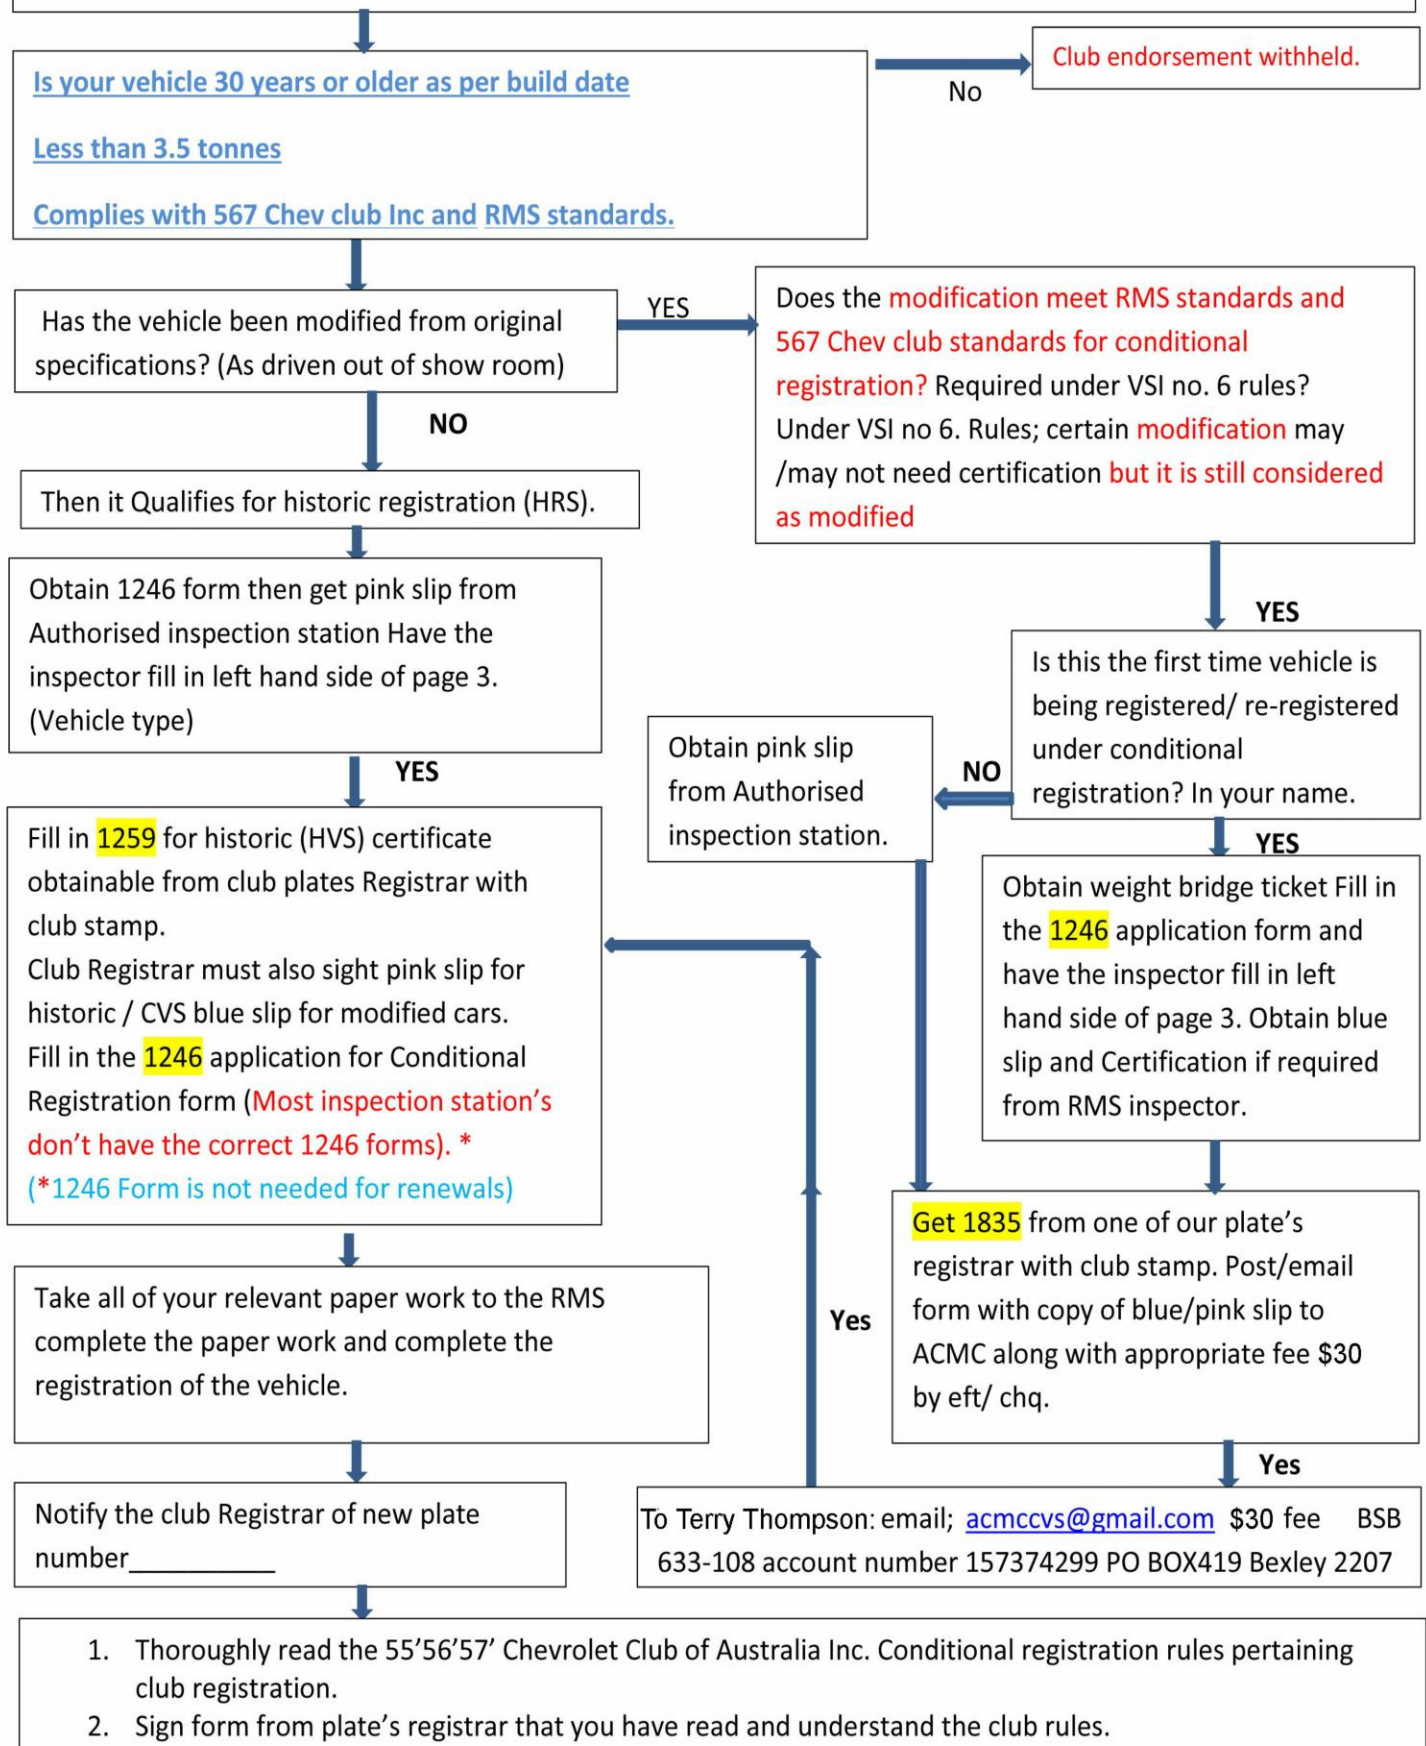 Is your vehicle 30 years or older as per build date
Less than 3.5 tonnes
Complies with 567 Chev club Inc and RMS standards.
No
Club endorsement withheld.
Has the vehicle been modified from original
specifications? (As driven out of show room)
YES
Does the modification meet RMS standards and
567 Chev club standards for conditional
registration? Required under VSI no. 6 rules?
Under VSI no 6. Rules; certain modification may
/may not need certification but it is still considered
as modified
NO
Then it Qualifies for historic registration (HRS).
Obtain 1246 form then get pink slip from
Authorised inspection station Have the
inspector fill in left hand side of page 3.
(Vehicle type)
YES
Is this the first time vehicle is
being registered/ re-registered
under conditional
registration? In your name.
NO
Obtain pink slip
from Authorised
inspection station.
YES
Fill in 1259 for historic (HVS) certificate
obtainable from club plates Registrar with
club stamp.
Club Registrar must also sight pink slip for
historic / CVS blue slip for modified cars.
Fill in the 1246 application for Conditional
Registration form (Most inspection station’s
don’t have the correct 1246 forms). *
(*1246 Form is not needed for renewals)
YES
Obtain weight bridge ticket Fill in
the 1246 application form and
have the inspector fill in left
hand side of page 3. Obtain blue
slip and Certification if required
from RMS inspector.
Get 1835 from one of our plate’s
registrar with club stamp. Post/email
form with copy of blue/pink slip to
ACMC along with appropriate fee $30
by eft/ chq.
Yes
Take all of your relevant paper work to the RMS
complete the paper work and complete the
registration of the vehicle.
Yes
Notify the club Registrar of new plate
number__________
To Terry Thompson: email; acmccvs@gmail.com $30 fee BSB
633-108 account number 157374299 PO BOX419 Bexley 2207
1. Thoroughly read the 55’56’57’ Chevrolet Club of Australia Inc. Conditional registration rules pertaining
club registration.
2. Sign form from plate’s registrar that you have read and understand the club rules.